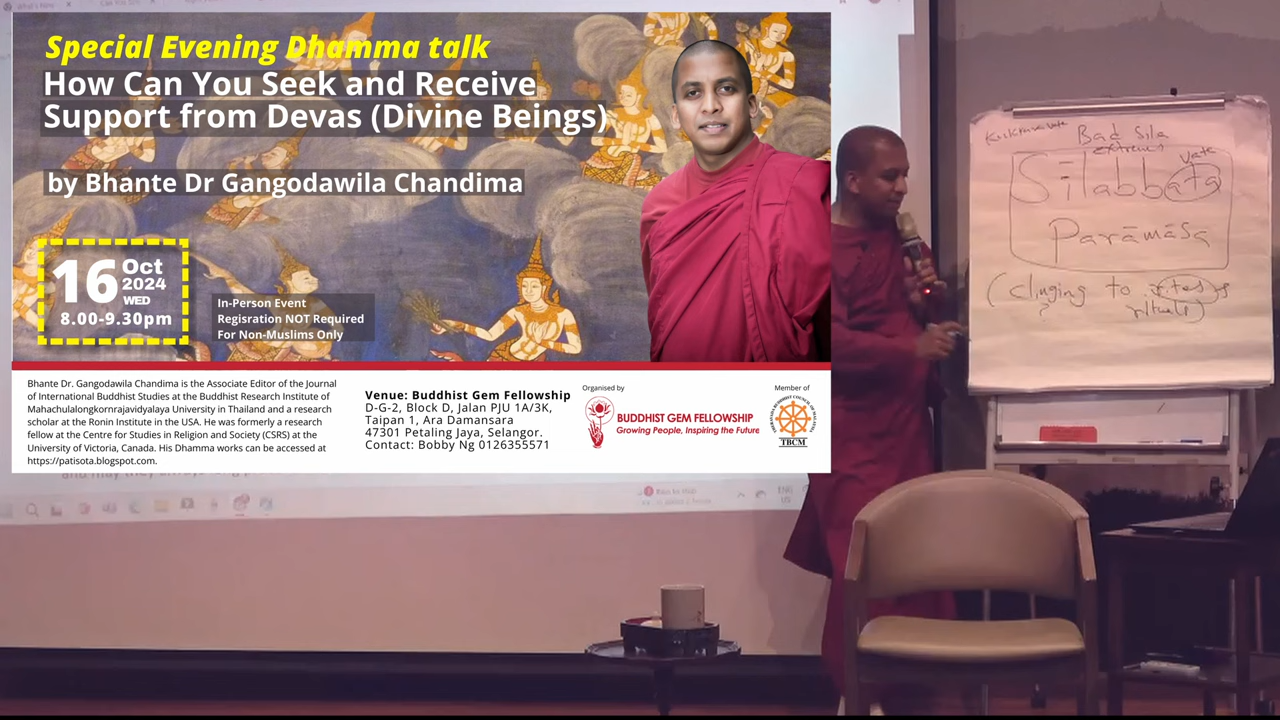 Special Evening Dhamma talk
How Can You Seek and Receive
Support from Devas (Divine Beings)
by Bhante Dr Gangodawila Chandima
16 Oct
2024
WED
8.00-9.30pm
In-Person Event
Regisration NOT Required
For Non-Muslims Only
Bhante Dr. Gangodawila Chandima is the Associate Editor of the Journal
of International Buddhist Studies at the Buddhist Research Institute of
Mahachulalongkornrajavidyalaya University in Thailand and a research
scholar at the Ronin Institute in the USA. He was formerly a research
fellow at the Centre for Studies in Religion and Society (CSRS) at the
University of Victoria, Canada. His Dhamma works can be accessed at
https://patisota.blogspot.com.
Venue: Buddhist Gem Fellowship
D-G-2, Block D, Jalan PJU 1A/3K,
Taipan 1, Ara Damansara
47301 Petaling Jaya, Selangor.
Contact: Bobby Ng 0126355571
Organised by
BUDDHIST GEM FELLOWSHIP
Growing People, Inspiring the Future
Member of
TBCM
Bad Sila
extreme
Vata
Sīlabbata
Parāmāsa
(clinging to rites &
rituals)
ENG
US